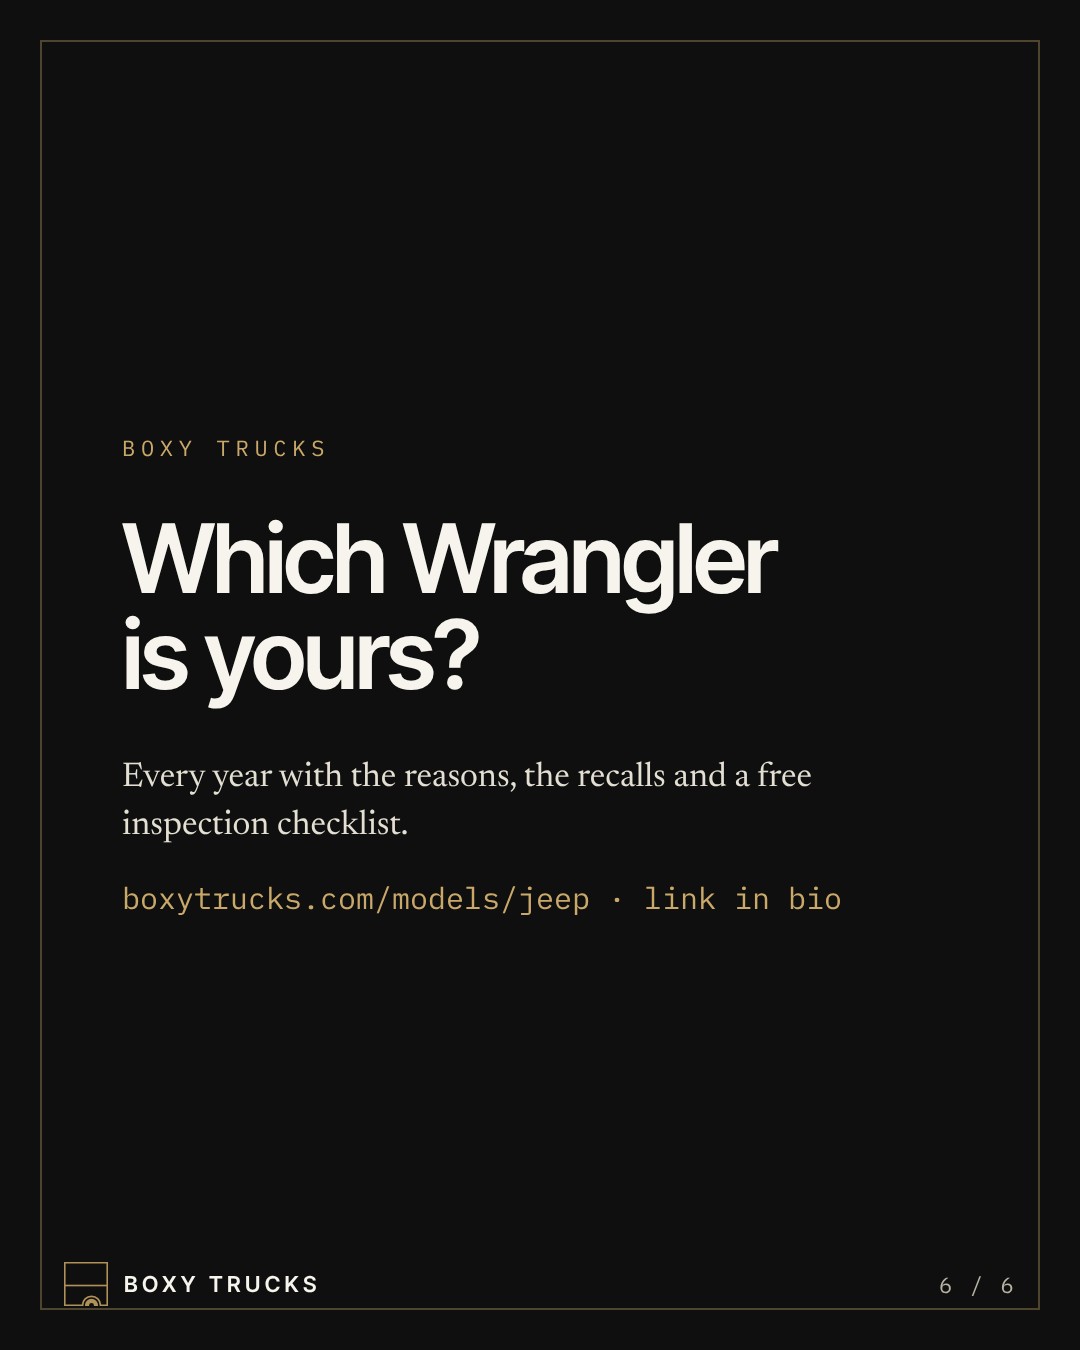 BOXY TRUCKS
Which Wrangler
is yours?
Every year with the reasons, the recalls and a free
inspection checklist.
boxytrucks.com/models/jeep · link in bio
BOXY TRUCKS
6 / 6